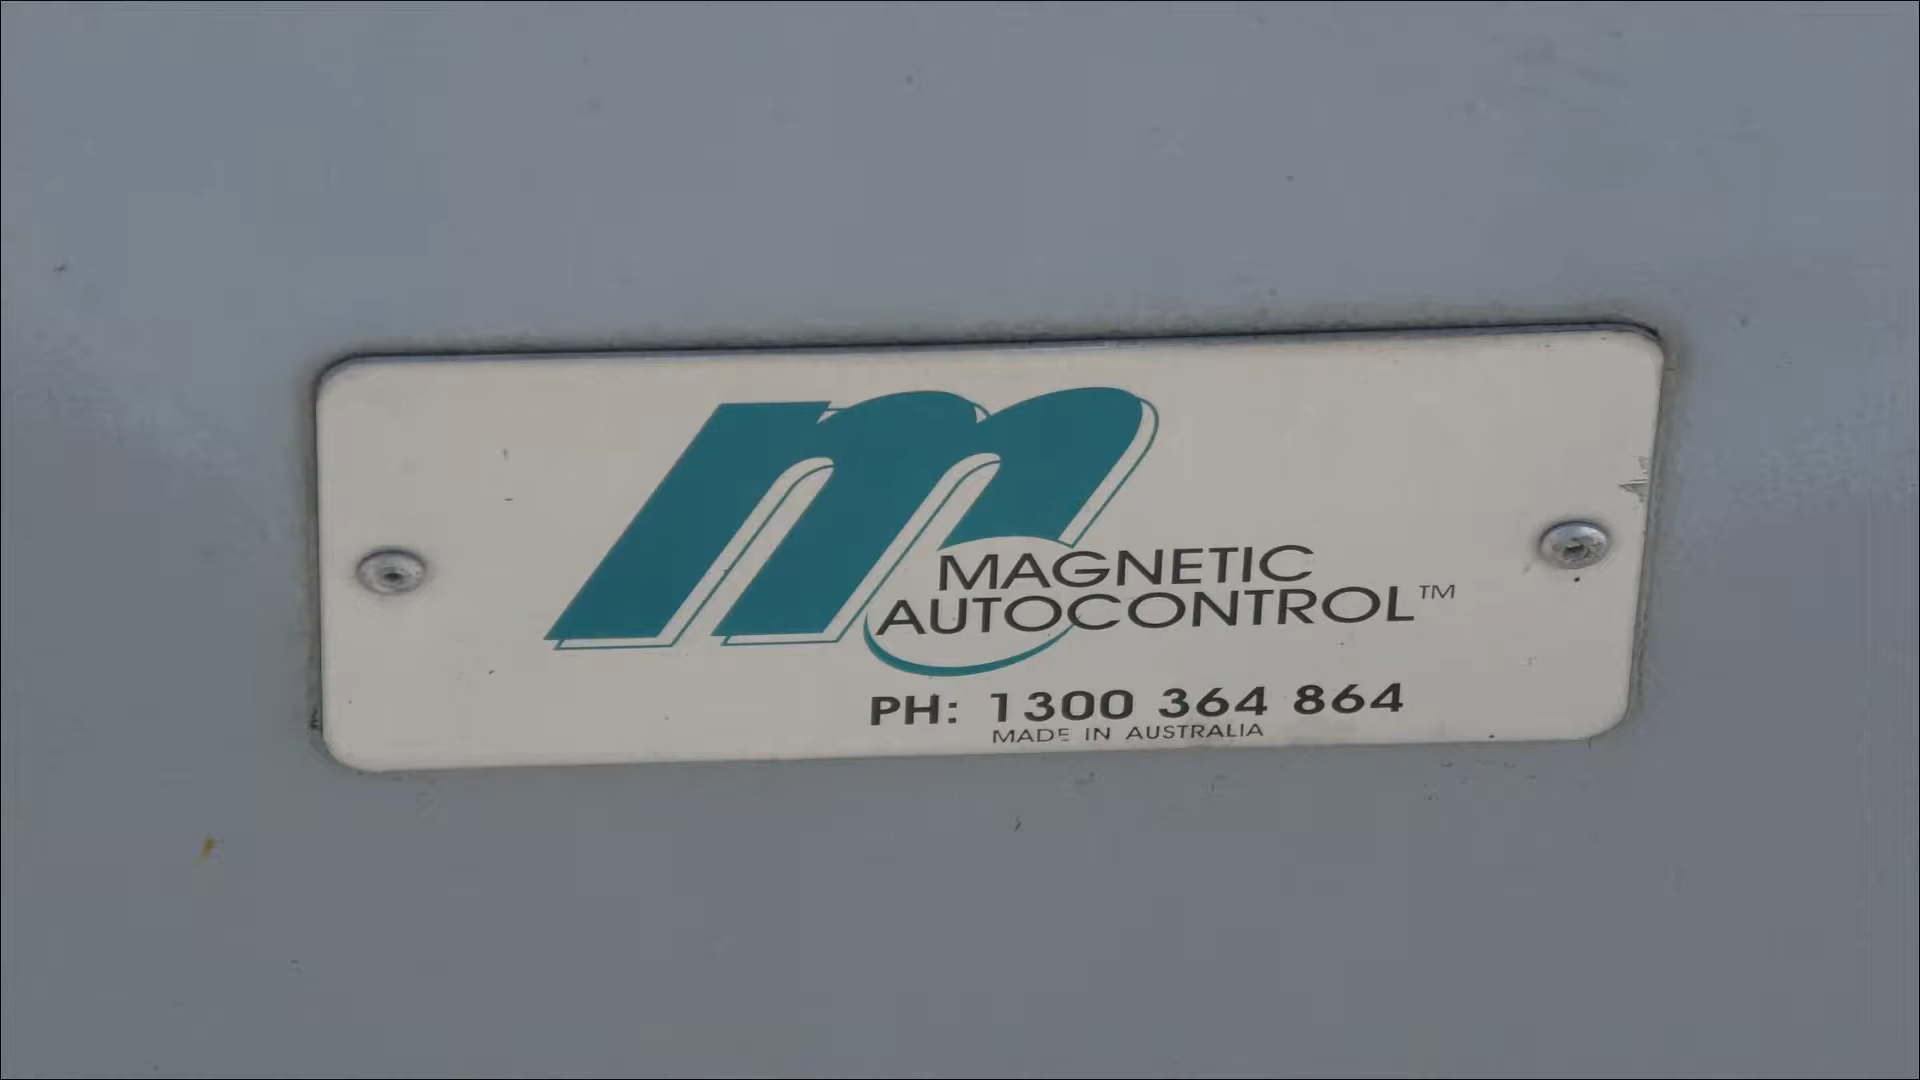 m
MAGNETIC
AUTOCONTROL™
PH: 1300 364 864
MADE IN AUSTRALIA